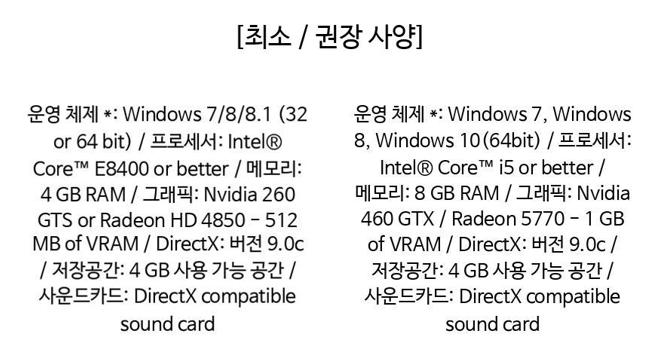 [최소 / 권장 사양]
운영 체제 *: Windows 7/8/8.1 (32
or 64 bit) / 프로세서: Intel®
Core™ E8400 or better / 메모리:
4 GB RAM / 그래픽: Nvidia 260
GTS or Radeon HD 4850 – 512
MB of VRAM / DirectX: 버전 9.0c
/ 저장공간: 4 GB 사용 가능 공간 /
사운드카드: DirectX compatible
sound card
운영 체제 *: Windows 7, Windows
8, Windows 10(64bit) / 프로세서:
Intel® Core™ i5 or better /
메모리: 8 GB RAM / 그래픽: Nvidia
460 GTX / Radeon 5770 – 1 GB
of VRAM / DirectX: 버전 9.0c /
저장공간: 4 GB 사용 가능 공간 /
사운드카드: DirectX compatible
sound card